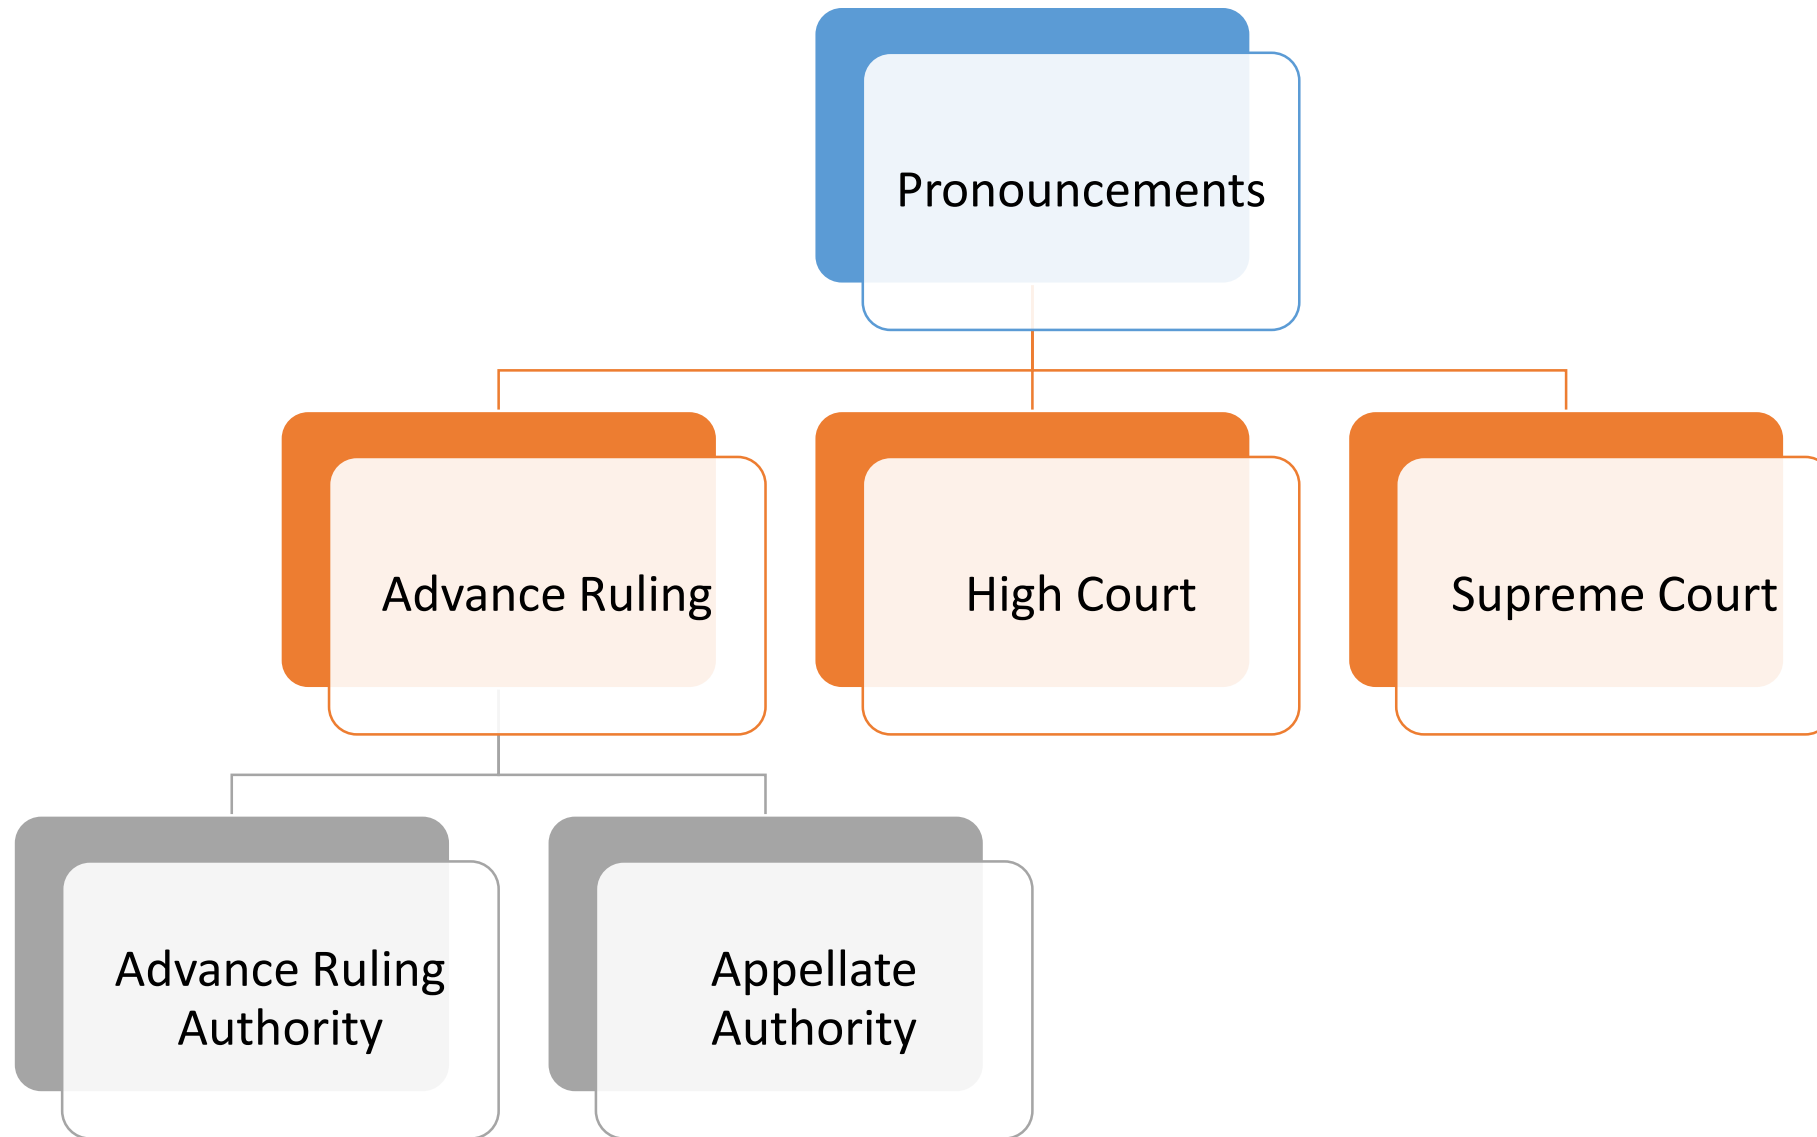 Pronouncements
Advance Ruling
High Court
Supreme Court
Advance Ruling
Authority
Appellate
Authority